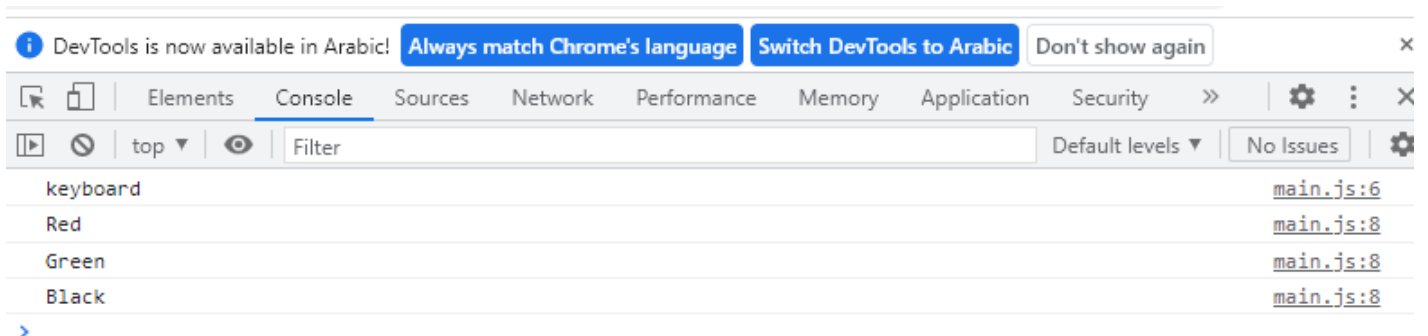 DevTools is now available in Arabic! Always match Chrome's language Switch DevTools to Arabic Don't show again
Elements Console Sources Network Performance Memory Application Security
top Filter Default levels No Issues
keyboard main.js:6
Red main.js:8
Green main.js:8
Black main.js:8